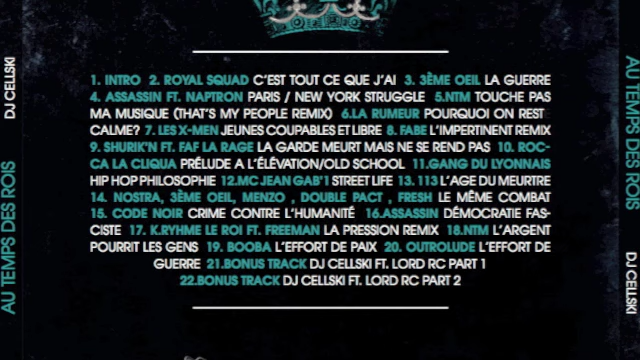 1. INTRO 2. ROYAL SQUAD C'EST TOUT CE QUE J'AI 3. 3ÈME OEIL LA GUERRE
4. ASSASSIN FT. NAPTRON PARIS / NEW YORK STRUGGLE 5.NTM TOUCHE PAS
MA MUSIQUE (THAT'S MY PEOPLE REMIX) 6.LA RUMEUR POURQUOI ON REST
CALME? 7. LES X-MEN JEUNES COUPABLES ET LIBRE 8. FABE L'IMPERTINENT REMIX
9. SHURIK'N FT. FAF LA RAGE LA GARDE MEURT MAIS NE SE REND PAS 10. ROC-
CA LA CLIQUA PRÉLUDE A L'ÉLÉVATION/OLD SCHOOL 11.GANG DU LYONNAIS
HIP HOP PHILOSOPHIE 12.MC JEAN GAB'1 STREET LIFE 13. 113 L'AGE DU MEURTRE
14. NOSTRA, 3ÈME OEIL, MENZO , DOUBLE PACT , FRESH LE MÊME COMBAT
15. CODE NOIR CRIME CONTRE L'HUMANITÉ 16.ASSASSIN DÉMOCRATIE FAS-
CISTE 17. K.RYHME LE ROI FT. FREEMAN LA PRESSION REMIX 18.NTM L'ARGENT
POURRIT LES GENS 19. BOOBA L'EFFORT DE PAIX 20. OUTROLUDE L'EFFORT DE
GUERRE 21.BONUS TRACK DJ CELLSKI FT. LORD RC PART 1
22.BONUS TRACK DJ CELLSKI FT. LORD RC PART 2
AU TEMPS DES ROIS DJ CELLSKI
AU TEMPS DES ROIS DJ CELLSKI